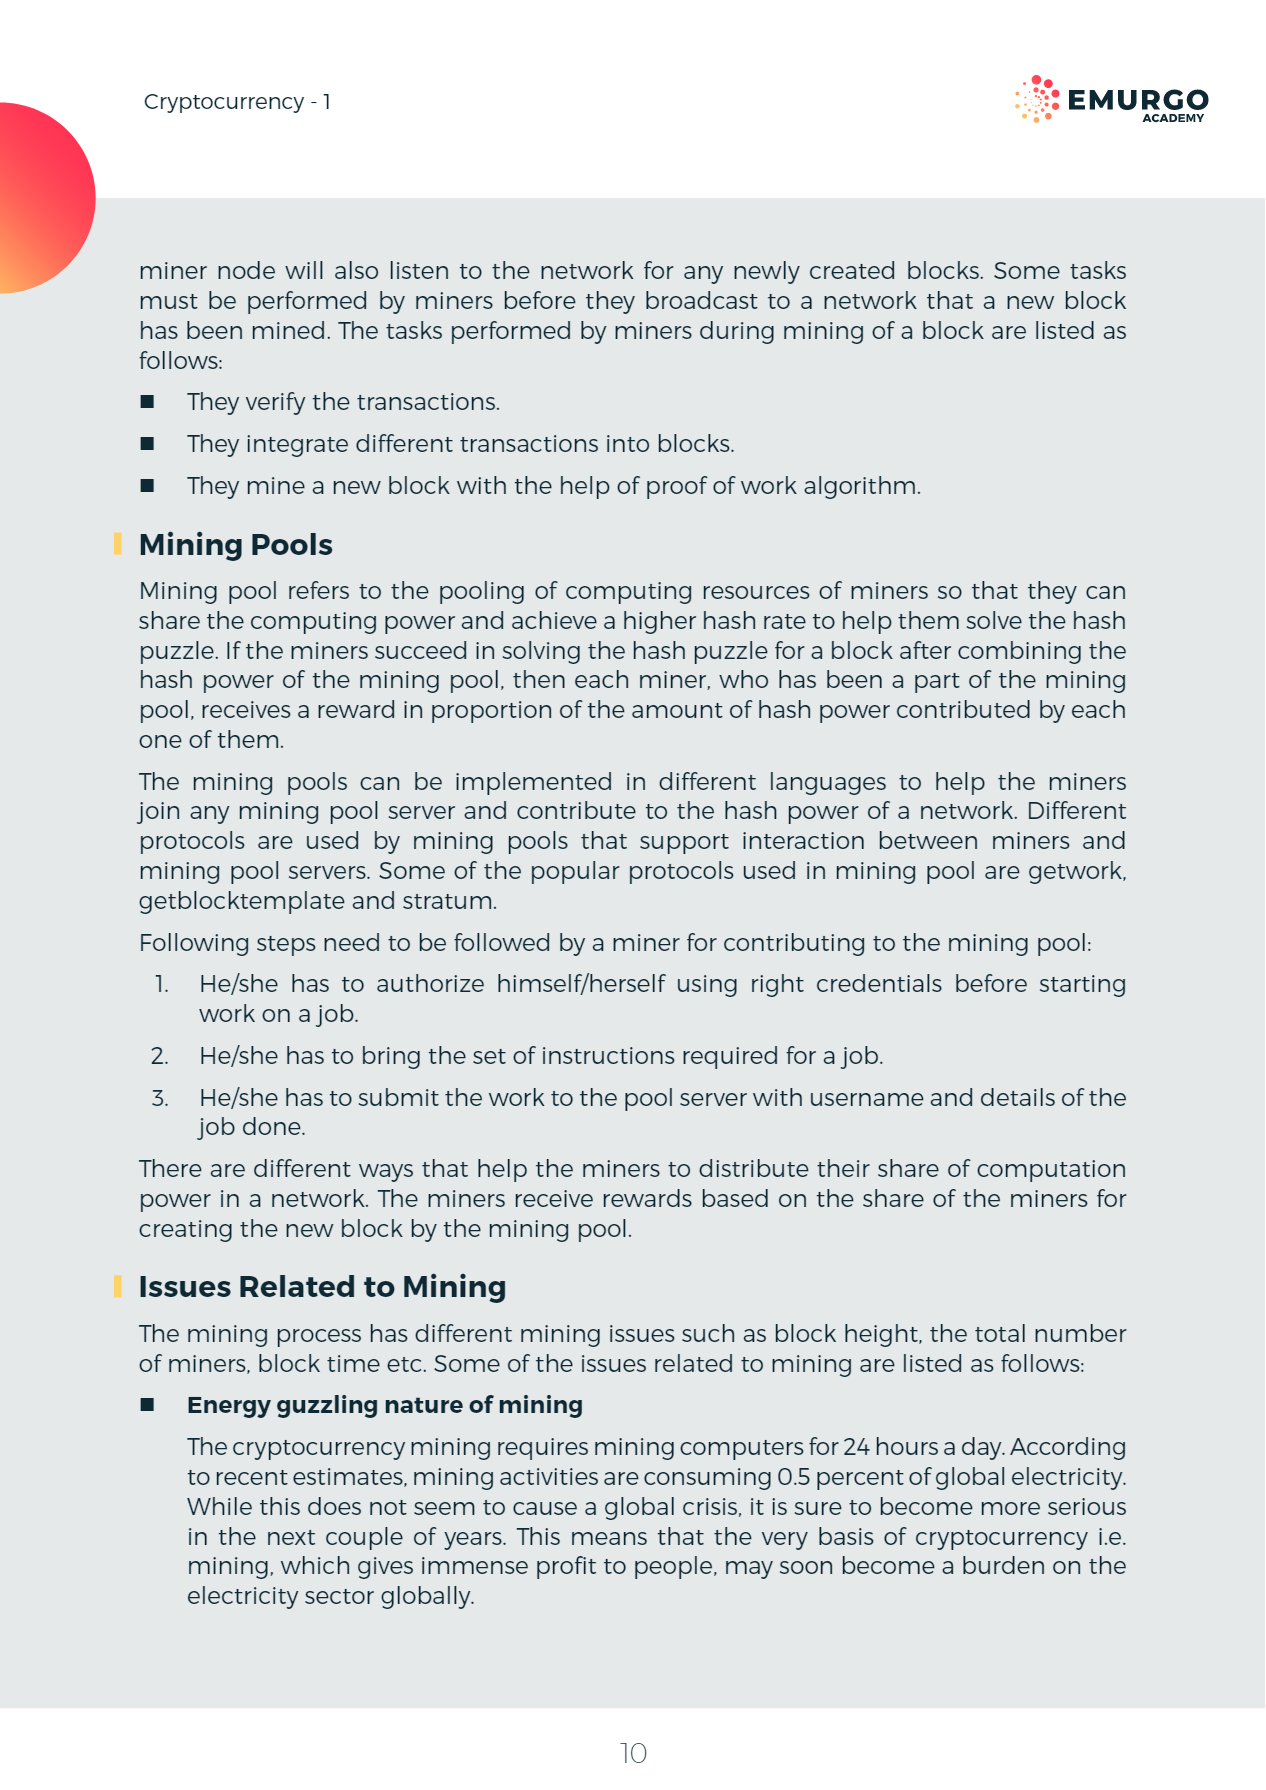 Cryptocurrency - 1
EMURGO
ACADEMY
miner node will also listen to the network for any newly created blocks. Some tasks
must be performed by miners before they broadcast to a network that a new block
has been mined. The tasks performed by miners during mining of a block are listed as
follows:
■ They verify the transactions.
■ They integrate different transactions into blocks.
■ They mine a new block with the help of proof of work algorithm.
Mining Pools
Mining pool refers to the pooling of computing resources of miners so that they can
share the computing power and achieve a higher hash rate to help them solve the hash
puzzle. If the miners succeed in solving the hash puzzle for a block after combining the
hash power of the mining pool, then each miner, who has been a part of the mining
pool, receives a reward in proportion of the amount of hash power contributed by each
one of them.
The mining pools can be implemented in different languages to help the miners
join any mining pool server and contribute to the hash power of a network. Different
protocols are used by mining pools that support interaction between miners and
mining pool servers. Some of the popular protocols used in mining pool are getwork,
getblocktemplate and stratum.
Following steps need to be followed by a miner for contributing to the mining pool:
1. He/she has to authorize himself/herself using right credentials before starting
work on a job.
2. He/she has to bring the set of instructions required for a job.
3. He/she has to submit the work to the pool server with username and details of the
job done.
There are different ways that help the miners to distribute their share of computation
power in a network. The miners receive rewards based on the share of the miners for
creating the new block by the mining pool.
Issues Related to Mining
The mining process has different mining issues such as block height, the total number
of miners, block time etc. Some of the issues related to mining are listed as follows:
■ Energy guzzling nature of mining
The cryptocurrency mining requires mining computers for 24 hours a day. According
to recent estimates, mining activities are consuming 0.5 percent of global electricity.
While this does not seem to cause a global crisis, it is sure to become more serious
in the next couple of years. This means that the very basis of cryptocurrency i.e.
mining, which gives immense profit to people, may soon become a burden on the
electricity sector globally.
10